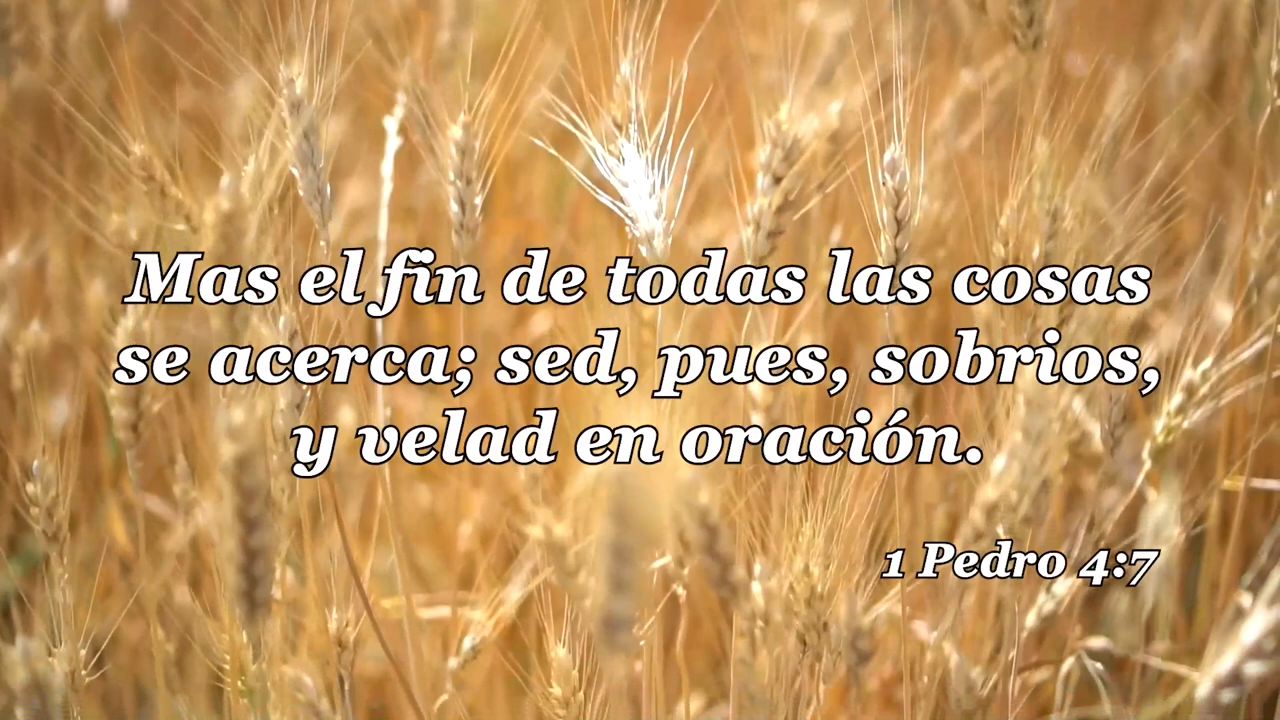 Mas el fin de todas las cosas
se acerca; sed, pues, sobrios,
y velad en oración.
1 Pedro 4:7